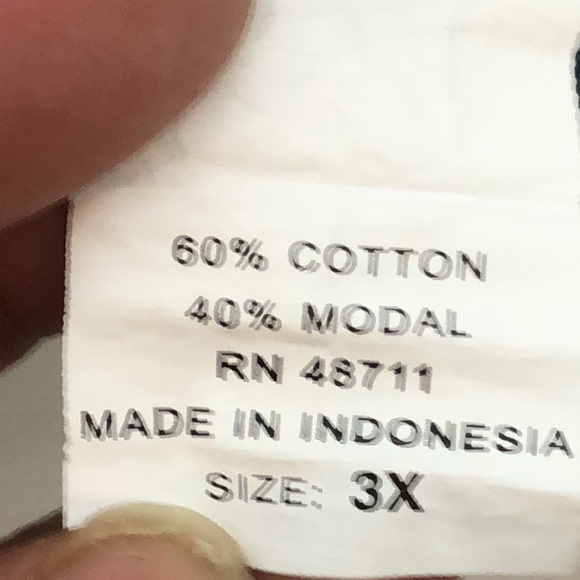 60% COTTON
40% MODAL
RN 48711
MADE IN INDONESIA
SIZE: 3X